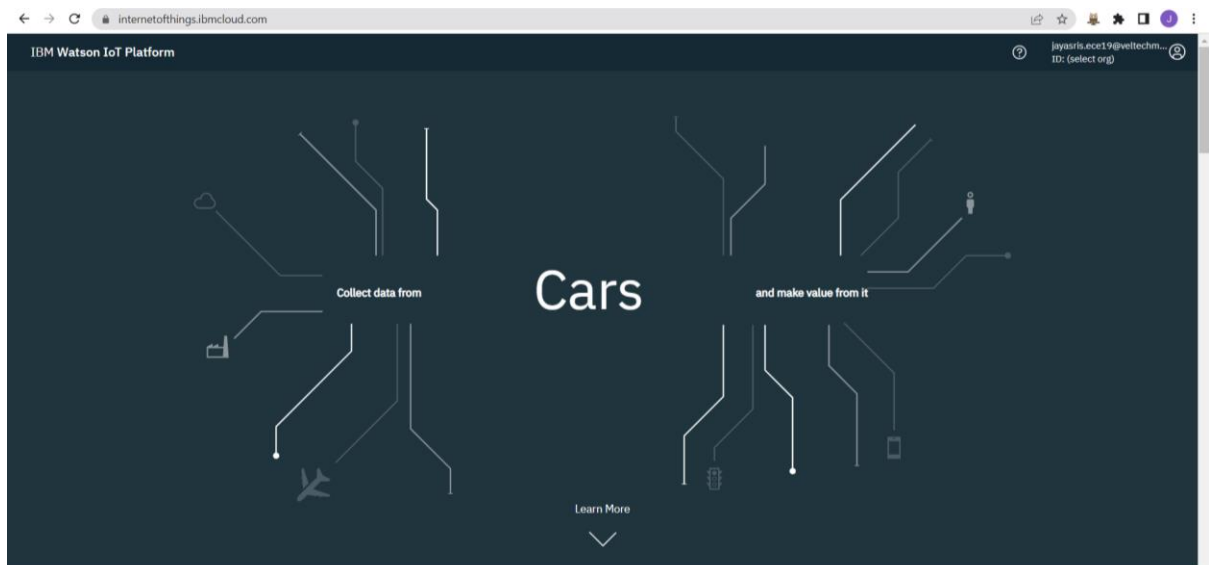 internetofthings.ibmcloud.com
J
IBM Watson IoT Platform
jayasris.ece19@veltechm...
ID: (select org)
Collect data from
Cars
and make value from it
Learn More